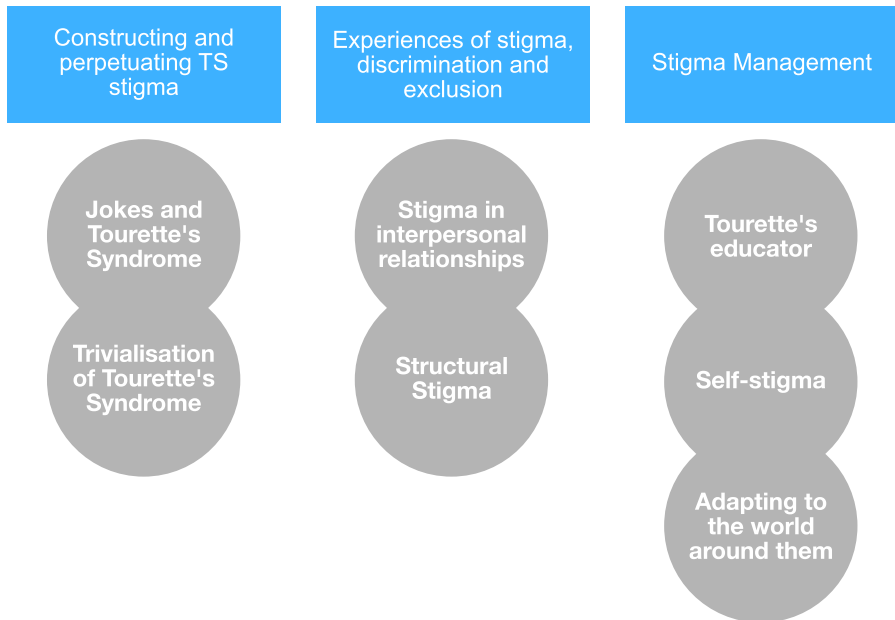 Constructing and
perpetuating TS
stigma
Jokes and
Tourette's
Syndrome
Trivialisation
of Tourette's
Syndrome
Experiences of stigma,
discrimination and
exclusion
Stigma in
interpersonal
relationships
Structural
Stigma
Stigma Management
Tourette's
educator
Self-stigma
Adapting to
the world
around them